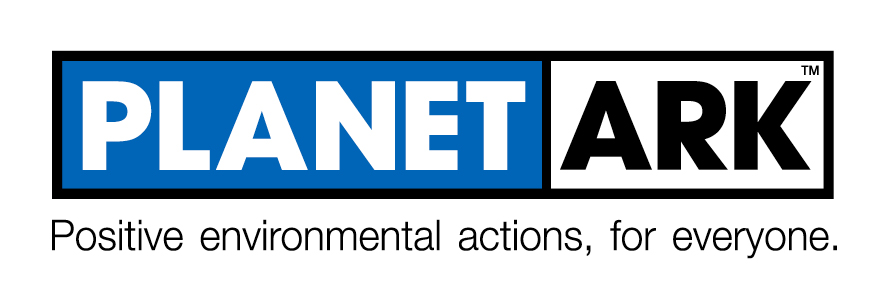 PLANET ARK™
Positive environmental actions, for everyone.